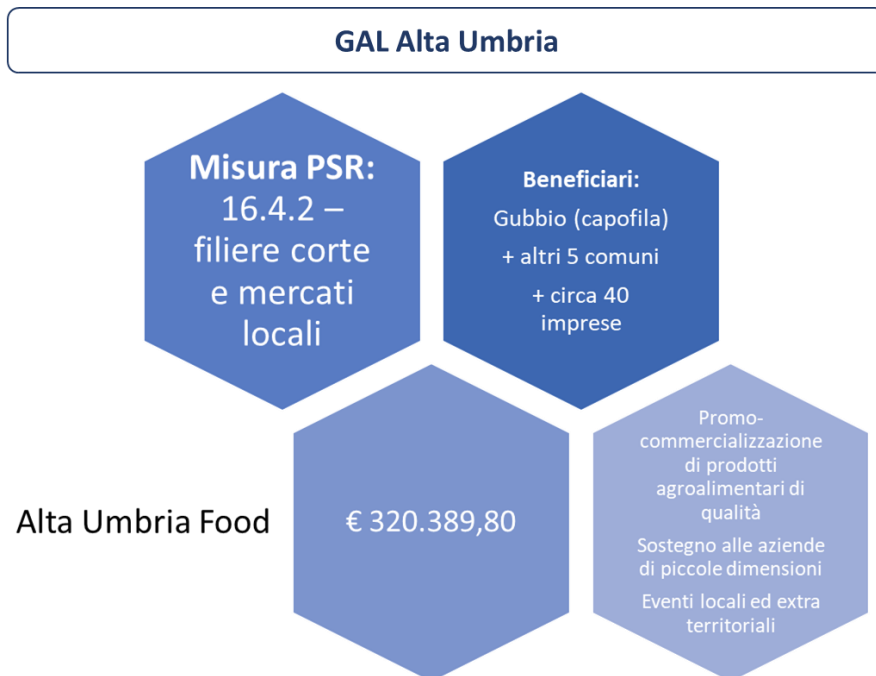 GAL Alta Umbria
Misura PSR:
16.4.2 –
filiere corte
e mercati
locali
Beneficiari:
Gubbio (capofila)
+ altri 5 comuni
+ circa 40
imprese
Alta Umbria Food
€ 320.389,80
Promo-
commercializzazione
di prodotti
agroalimentari di
qualità
Sostegno alle aziende
di piccole dimensioni
Eventi locali ed extra
territoriali